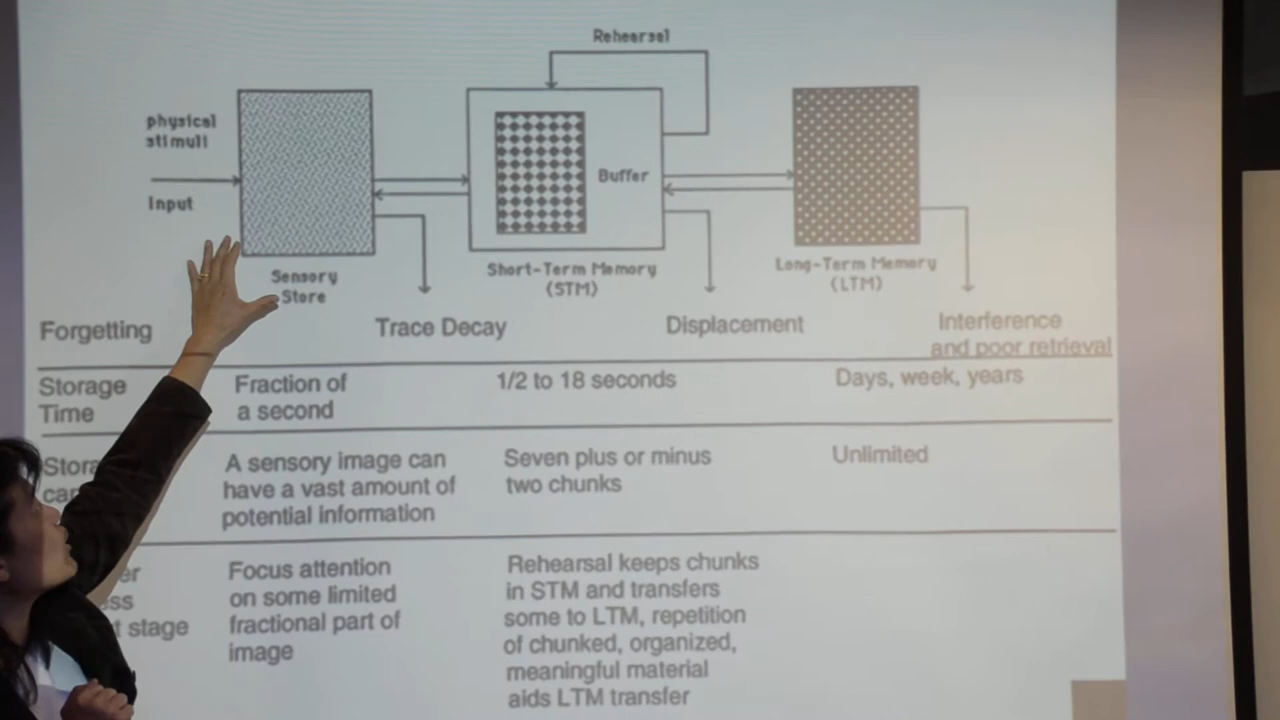 Rehearsal
physical
stimuli
Input
Buffer
Sensory
Store
Short-Term Memory
(STM)
Long-Term Memory
(LTM)
Forgetting
Trace Decay
Displacement
Interference
and poor retrieval
Storage
Time
Fraction of
a second
1/2 to 18 seconds
Days, week, years
Stora
ca
A sensory image can
have a vast amount of
potential information
Seven plus or minus
two chunks
Unlimited
er
ss
t stage
Focus attention
on some limited
fractional part of
image
Rehearsal keeps chunks
in STM and transfers
some to LTM, repetition
of chunked, organized,
meaningful material
aids LTM transfer